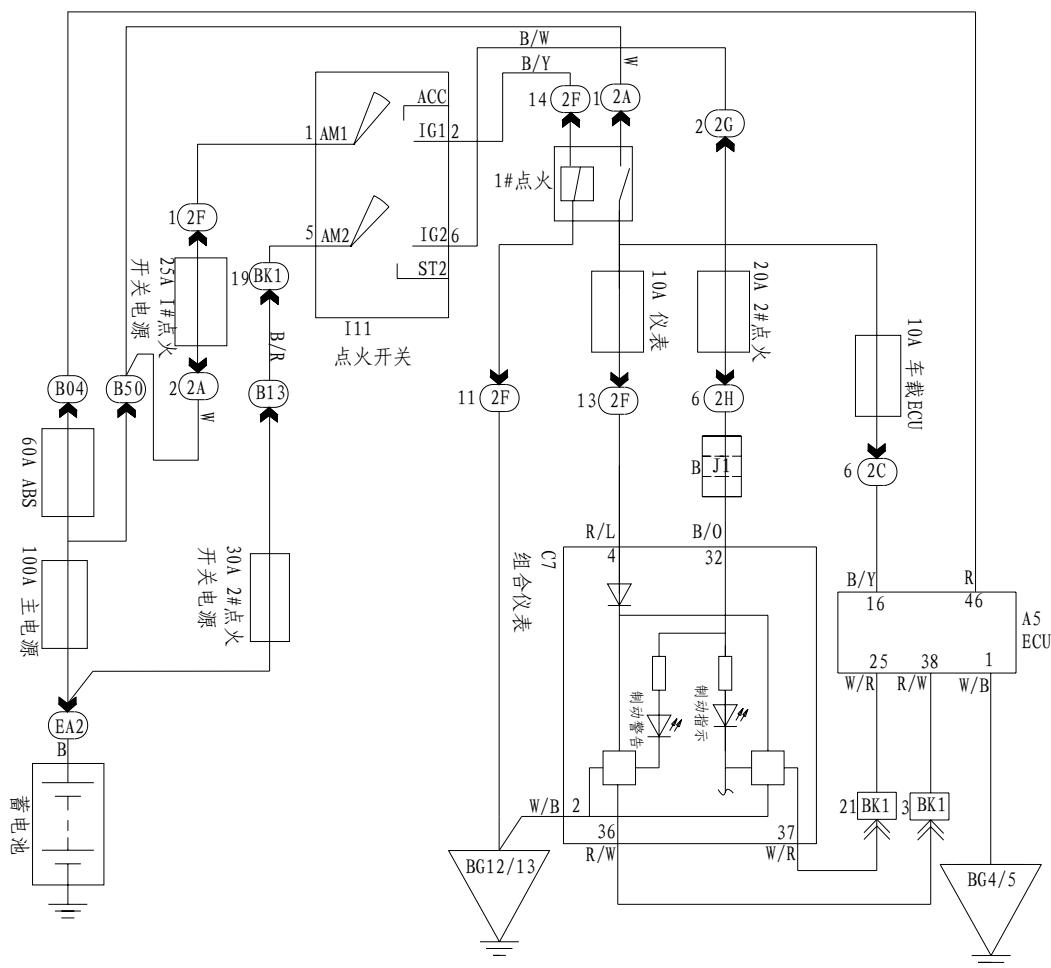 B/W
B/Y
W
ACC
14
2F
1
2A
2
2G
1
AM1
IG1
2
1#点火
1
2F
5
AM2
IG2
6
ST2
19
BK1
25A 1#点火
开关电源
B/R
I11
点火开关
10A 仪表
20A 2#点火
10A 车载ECU
B04
B50
2
2A
W
B13
11
2F
13
2F
6
2H
60A ABS
B
J1
6
2C
100A 主电源
30A 2#点火
开关电源
C7
组合仪表
R/L
4
B/O
32
B/Y
16
R
46
A5
ECU
25
38
1
W/R
R/W
W/B
制动警告
制动指示
EA2
B
蓄电池
W/B
2
36
R/W
37
W/R
21
BK1
3
BK1
BG12/13
BG4/5